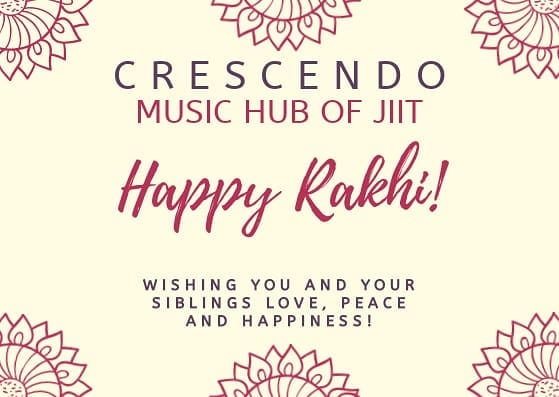 CRESCENDO
MUSIC HUB OF JIIT
Happy Rakhi!
WISHING YOU AND YOUR
SIBLINGS LOVE, PEACE
AND HAPPINESS!